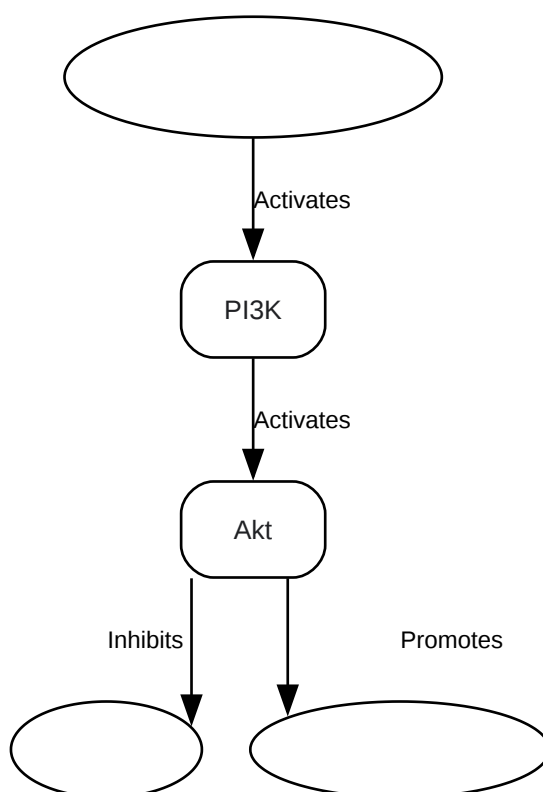 Activates
PI3K
Activates
Akt
Inhibits
Promotes